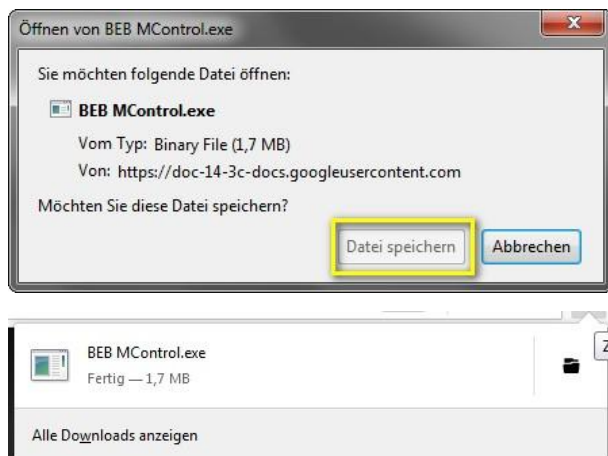 Öffnen von BEB MControl.exe
Sie möchten folgende Datei öffnen:
BEB MControl.exe
Vom Typ: Binary File (1,7 MB)
Von: https://doc-14-3c-docs.googleusercontent.com
Möchten Sie diese Datei speichern?
Datei speichern Abbrechen
BEB MControl.exe
Fertig — 1,7 MB
Alle Downloads anzeigen